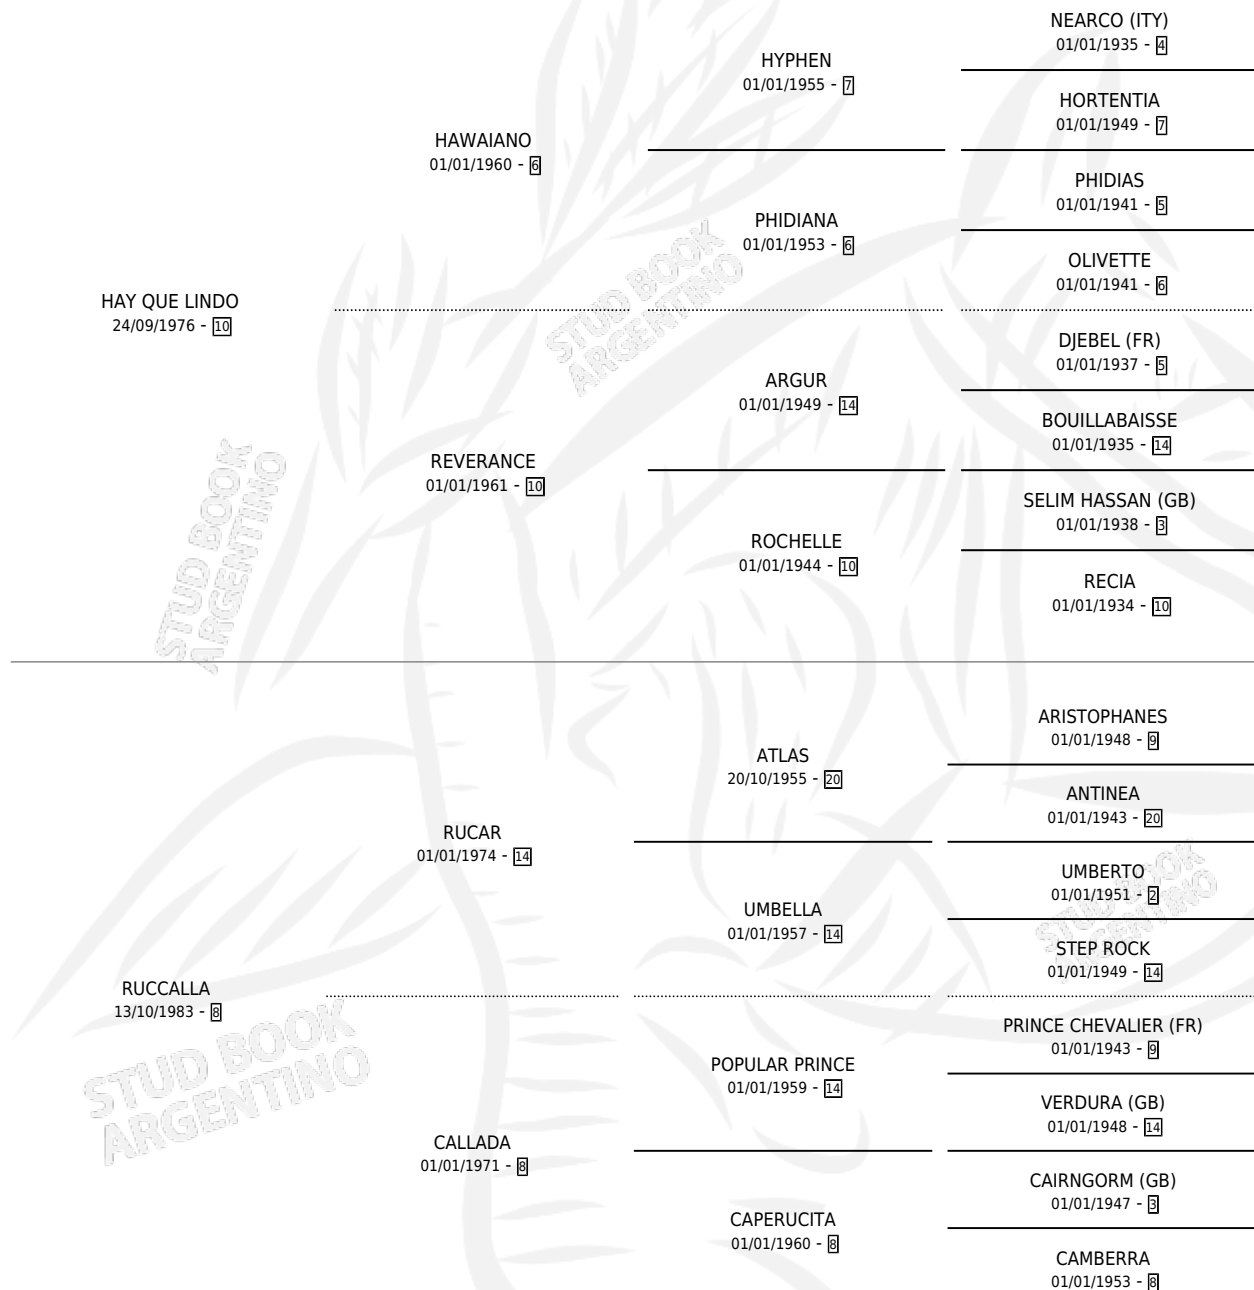 NEARCO (ITY)
01/01/1935 - 4
HYPHEN
01/01/1955 - 7
HORTENTIA
01/01/1949 - 7
HAWAIANO
01/01/1960 - 6
PHIDIAS
01/01/1941 - 5
PHIDIANA
01/01/1953 - 6
OLIVETTE
01/01/1941 - 6
HAY QUE LINDO
24/09/1976 - 10
STUD BOOK
ARGENTINO
DJEBEL (FR)
01/01/1937 - 5
ARGUR
01/01/1949 - 14
BOUILLABAISSE
01/01/1935 - 14
REVERANCE
01/01/1961 - 10
SELIM HASSAN (GB)
01/01/1938 - 3
ROCHELLE
01/01/1944 - 10
RECIA
01/01/1934 - 10
STUD BOOK
ARGENTINO
ARISTOPHANES
01/01/1948 - 9
ATLAS
20/10/1955 - 20
ANTINEA
01/01/1943 - 20
RUCAR
01/01/1974 - 14
UMBERTO
01/01/1951 - 2
UMBELLA
01/01/1957 - 14
STEP ROCK
01/01/1949 - 14
STUD BOOK
ARGENTINO
RUCCALLA
13/10/1983 - 8
PRINCE CHEVALIER (FR)
01/01/1943 - 9
POPULAR PRINCE
01/01/1959 - 14
VERDURA (GB)
01/01/1948 - 14
STUD BOOK
ARGENTINO
CALLADA
01/01/1971 - 8
CAIRNGORM (GB)
01/01/1947 - 3
CAPERUCITA
01/01/1960 - 8
CAMBERRA
01/01/1953 - 8